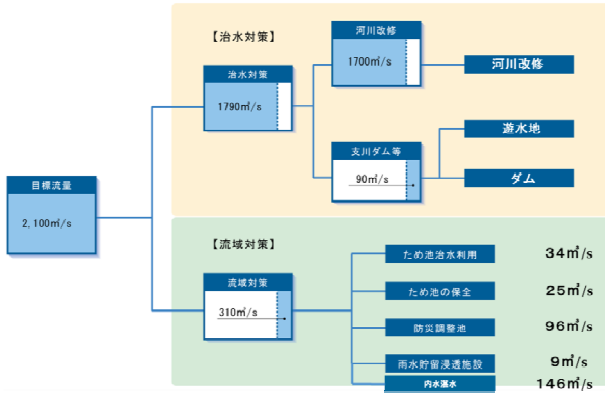 【治水対策】
河川改修
1700㎥/s
河川改修
治水対策
1790㎥/s
遊水地
支川ダム等
90㎥/s
ダム
目標流量
2,100㎥/s
【流域対策】
ため池治水利用 34㎥/s
流域対策
310㎥/s
ため池の保全 25㎥/s
防災調整池 96㎥/s
雨水貯留浸透施設 9㎥/s
内水湛水 146㎥/s